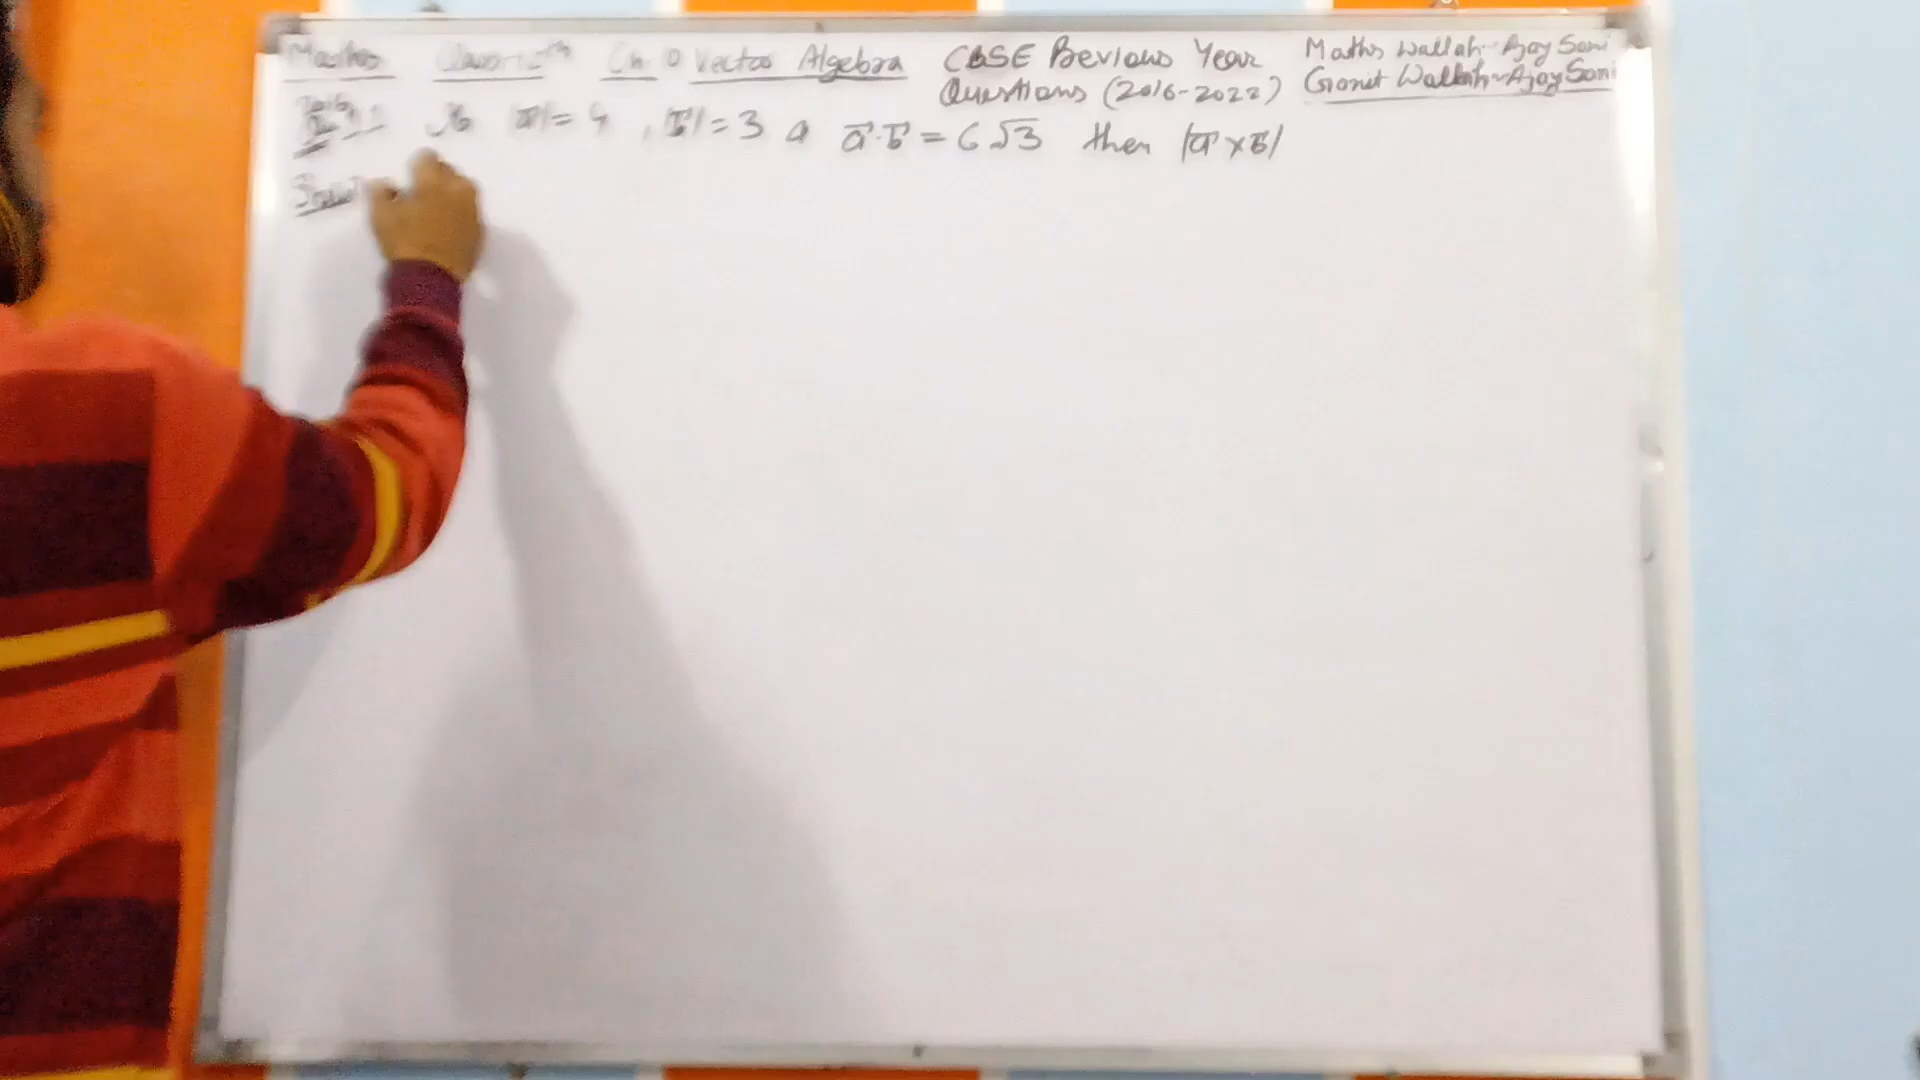 Maths Class 12th Ch 10 Vector Algebra CBSE Previous Year Questions (2016-2022)
Maths Wallah - Ajay Soni
Ganit Wallah - Ajay Soni
If |a⃗| = 4 , |b⃗| = 3 & a⃗·b⃗ = 6√3 then |a⃗ × b⃗|